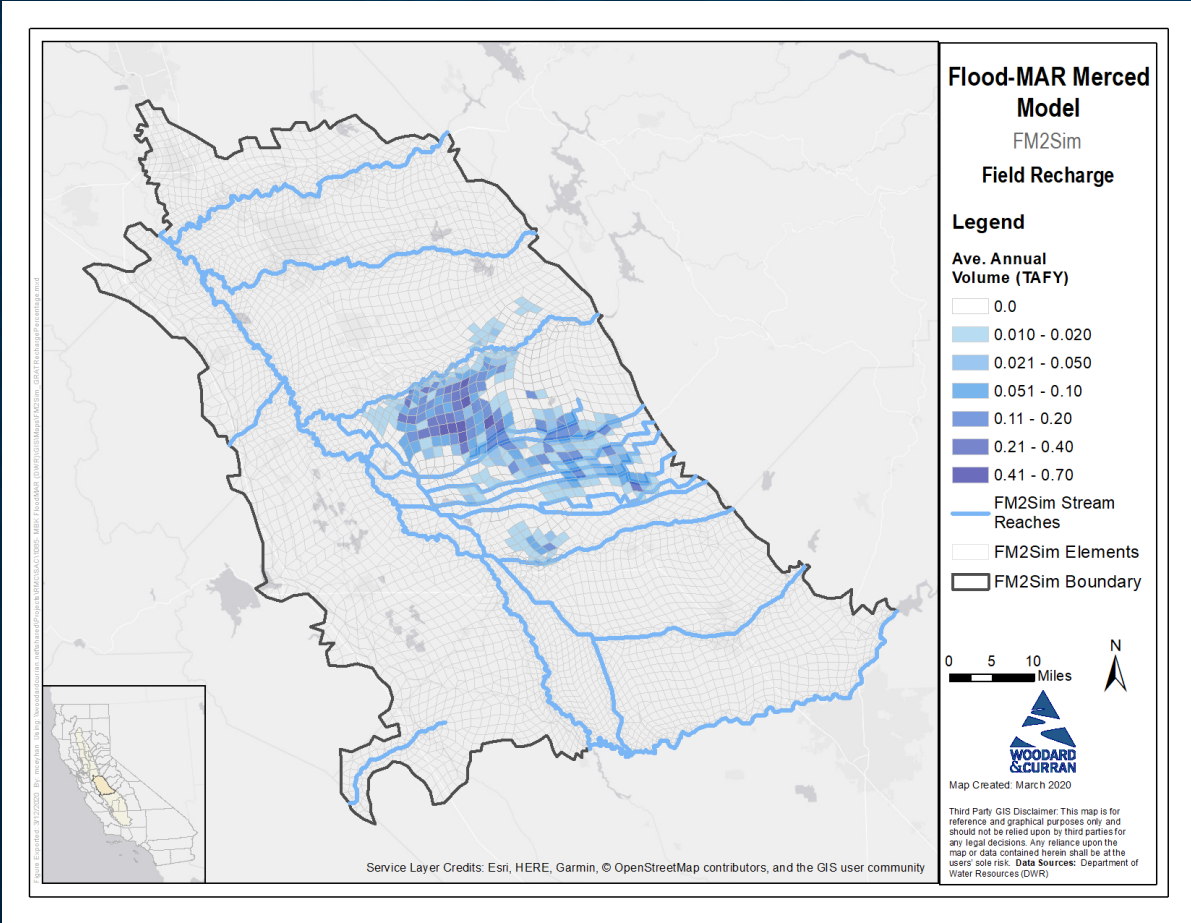 Flood-MAR Merced
Model
FM2Sim
Field Recharge
Legend
Ave. Annual
Volume (TAFY)
0.0
0.010 - 0.020
0.021 - 0.050
0.051 - 0.10
0.11 - 0.20
0.21 - 0.40
0.41 - 0.70
FM2Sim Stream
Reaches
FM2Sim Elements
FM2Sim Boundary
N
0 5 10
Miles
WOODARD
&CURRAN
Map Created: March 2020
Third Party GIS Disclaimer: This map is for
reference and graphical purposes only and
should not be relied upon by third parties for
any legal decisions. Any reliance upon the
map or data contained herein shall be at the
users' sole risk. Data Sources: Department of
Water Resources (DWR)
Service Layer Credits: Esri, HERE, Garmin, © OpenStreetMap contributors, and the GIS user community
Figure Exported: 3/12/2020 By: